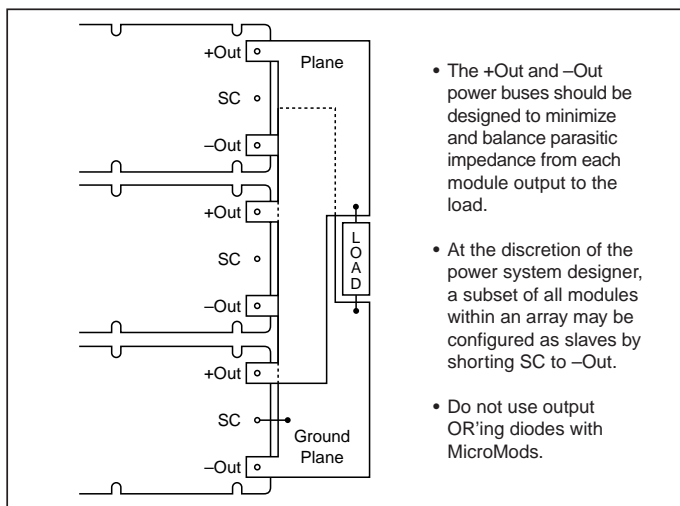 +Out
Plane
SC
–Out
+Out
SC
–Out
+Out
SC
Ground
Plane
–Out
LOAD
• The +Out and –Out
power buses should be
designed to minimize
and balance parasitic
impedance from each
module output to the
load.
• At the discretion of the
power system designer,
a subset of all modules
within an array may be
configured as slaves by
shorting SC to –Out.
• Do not use output
OR'ing diodes with
MicroMods.